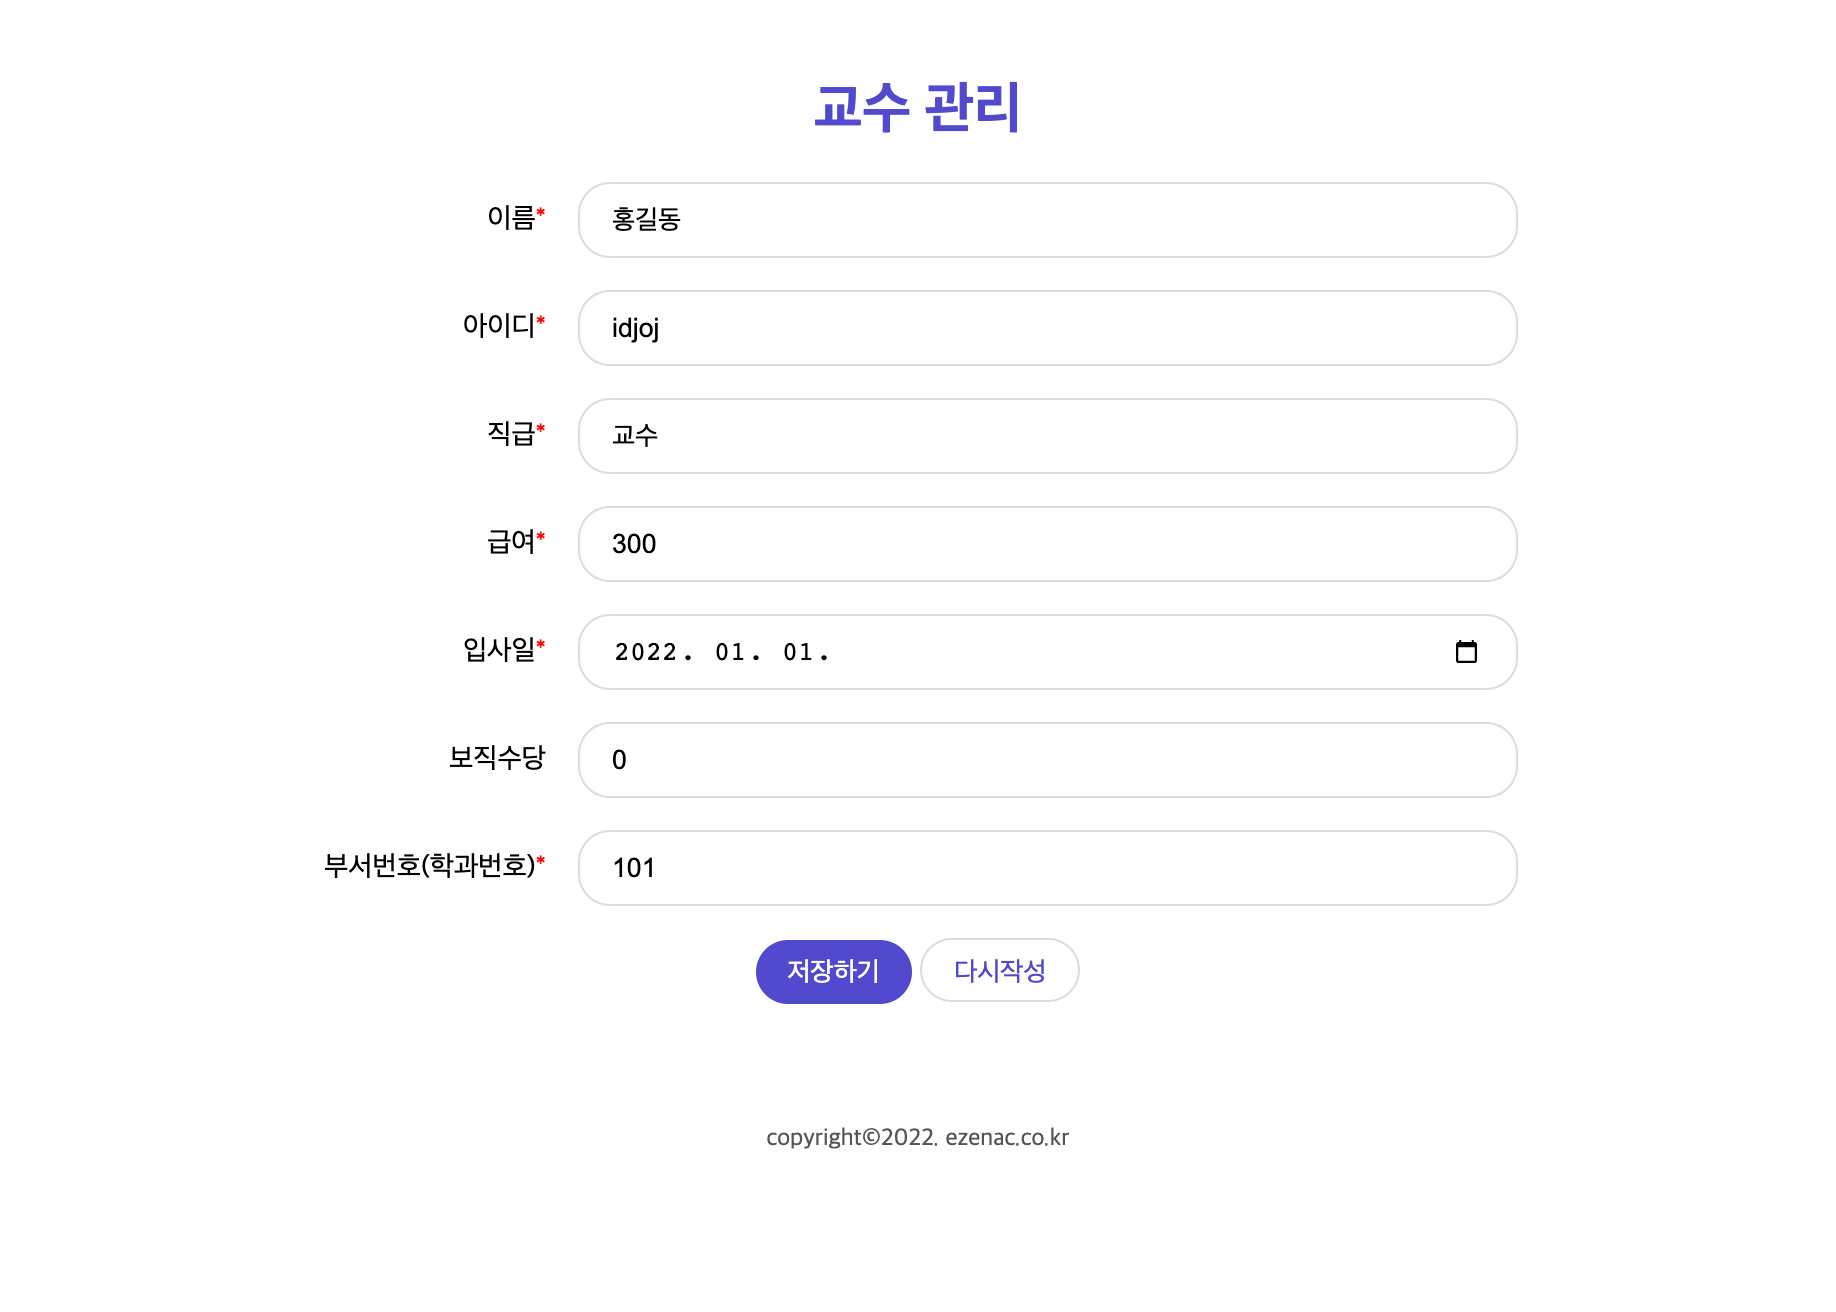 교수 관리
이름* 홍길동
아이디* idjoj
직급* 교수
급여* 300
입사일* 2022. 01. 01.
보직수당 0
부서번호(학과번호)* 101
저장하기 다시작성
copyright©2022. ezenac.co.kr